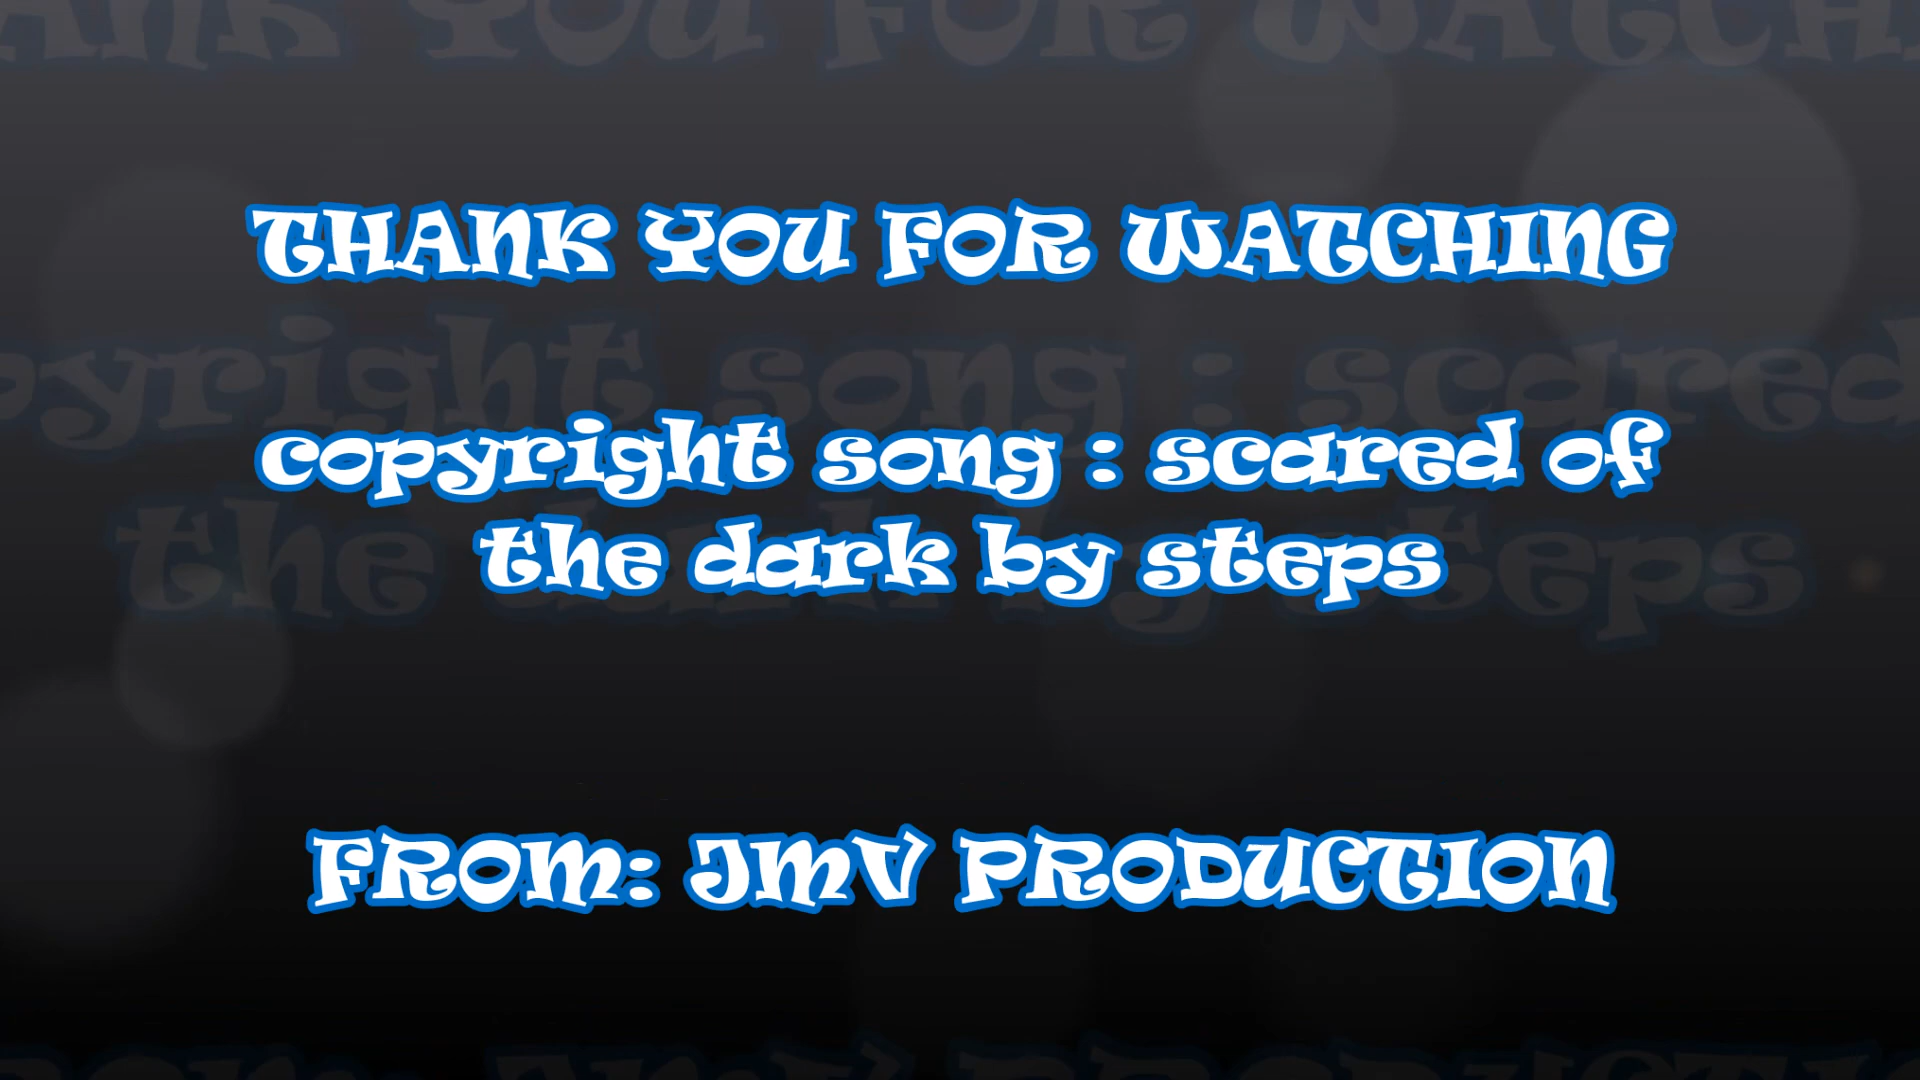 THANK YOU FOR WATCHING
copyright song : scared of
the dark by steps
FROM: JMV PRODUCTION